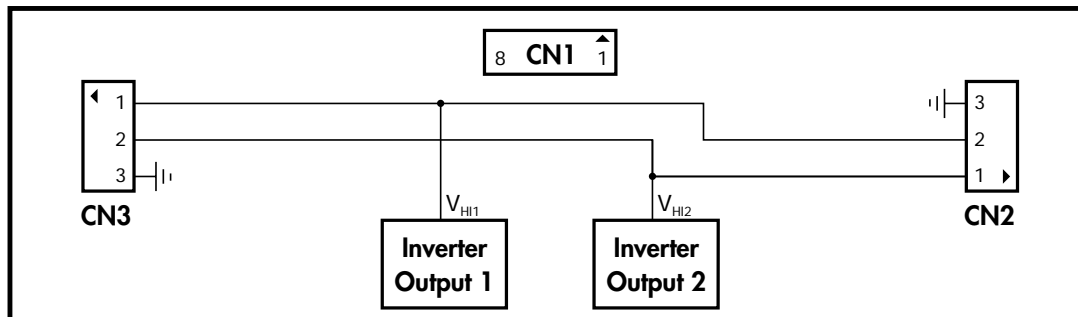 8 CN1 1
1
2
3
CN3
3
2
1
CN2
VHI1
VHI2
Inverter
Output 1
Inverter
Output 2